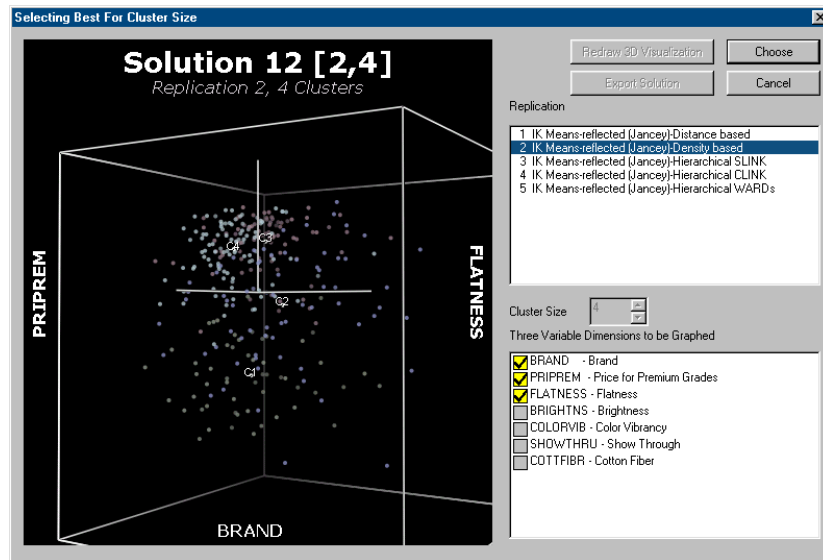 Selecting Best For Cluster Size
Solution 12 [2,4]
Replication 2, 4 Clusters
PRIPREM
FLATNESS
BRAND
C4
C3
C2
C1
Redraw 3D Visualization
Choose
Export Solution
Cancel
Replication
1 IK Means-reflected (Jancey)-Distance based
2 IK Means-reflected (Jancey)-Density based
3 IK Means-reflected (Jancey)-Hierarchical SLINK
4 IK Means-reflected (Jancey)-Hierarchical CLINK
5 IK Means-reflected (Jancey)-Hierarchical WARDs
Cluster Size
4
Three Variable Dimensions to be Graphed
BRAND - Brand
PRIPREM - Price for Premium Grades
FLATNESS - Flatness
BRIGHTNS - Brightness
COLORVIB - Color Vibrancy
SHOWTHRU - Show Through
COTTFIBR - Cotton Fiber